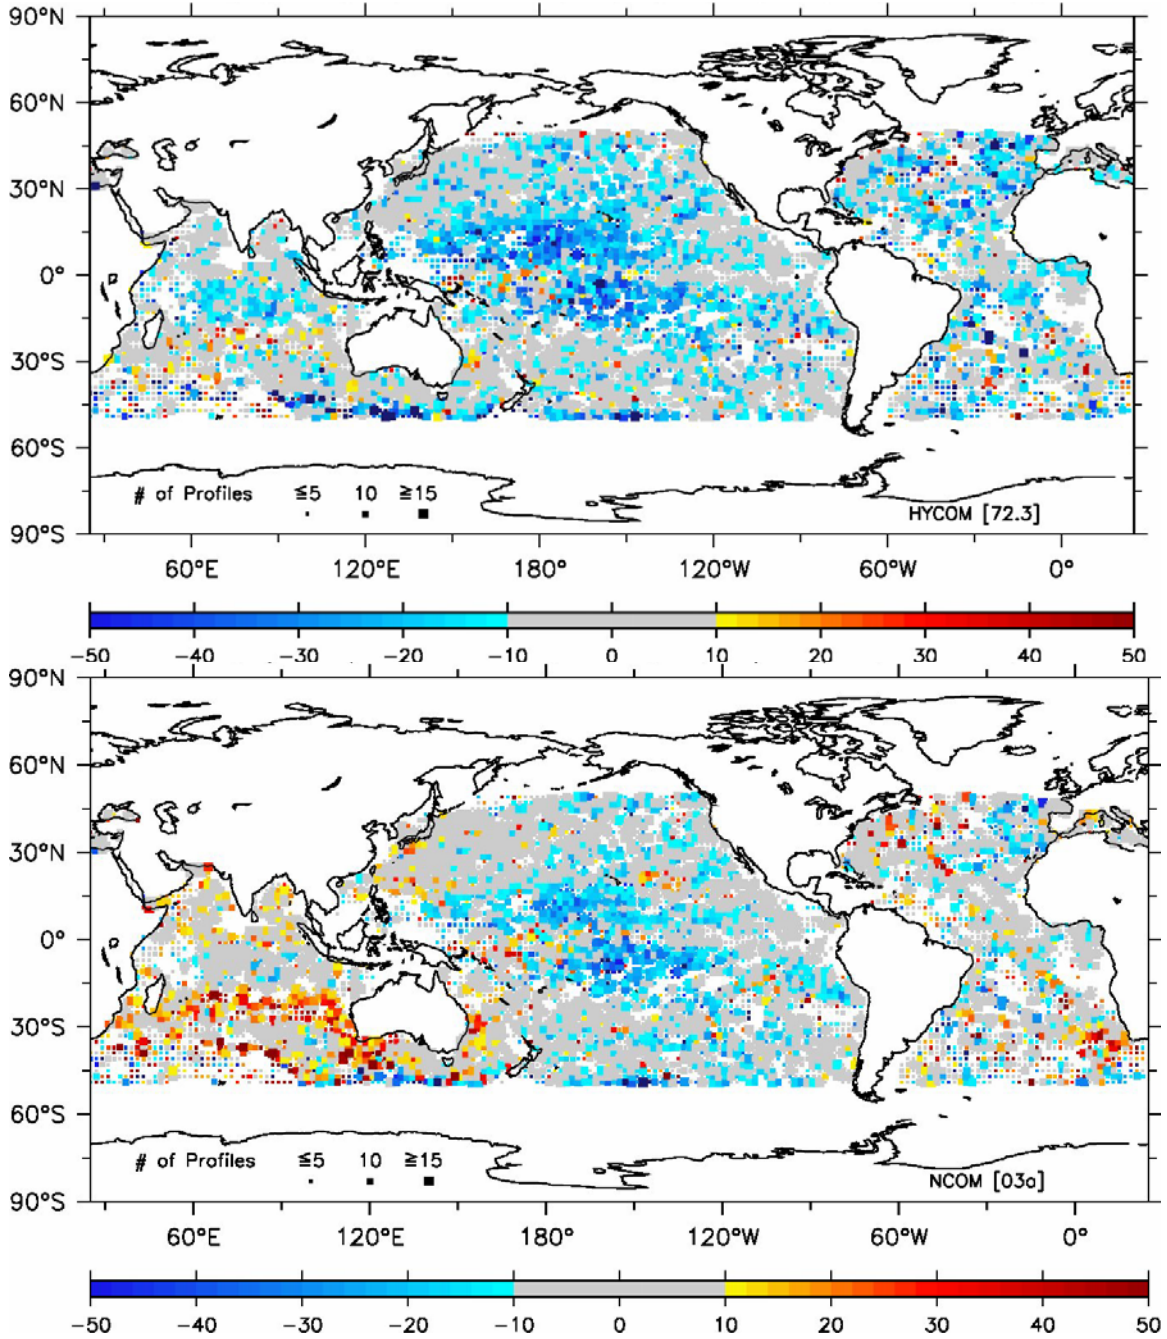 90°N
60°N
30°N
0°
30°S
60°S
90°S
# of Profiles ≦5 10 ≧15
HYCOM [72.3]
60°E 120°E 180° 120°W 60°W 0°
−50 −40 −30 −20 −10 0 10 20 30 40 50
90°N
60°N
30°N
0°
30°S
60°S
90°S
# of Profiles ≦5 10 ≧15
NCOM [03a]
60°E 120°E 180° 120°W 60°W 0°
−50 −40 −30 −20 −10 0 10 20 30 40 50